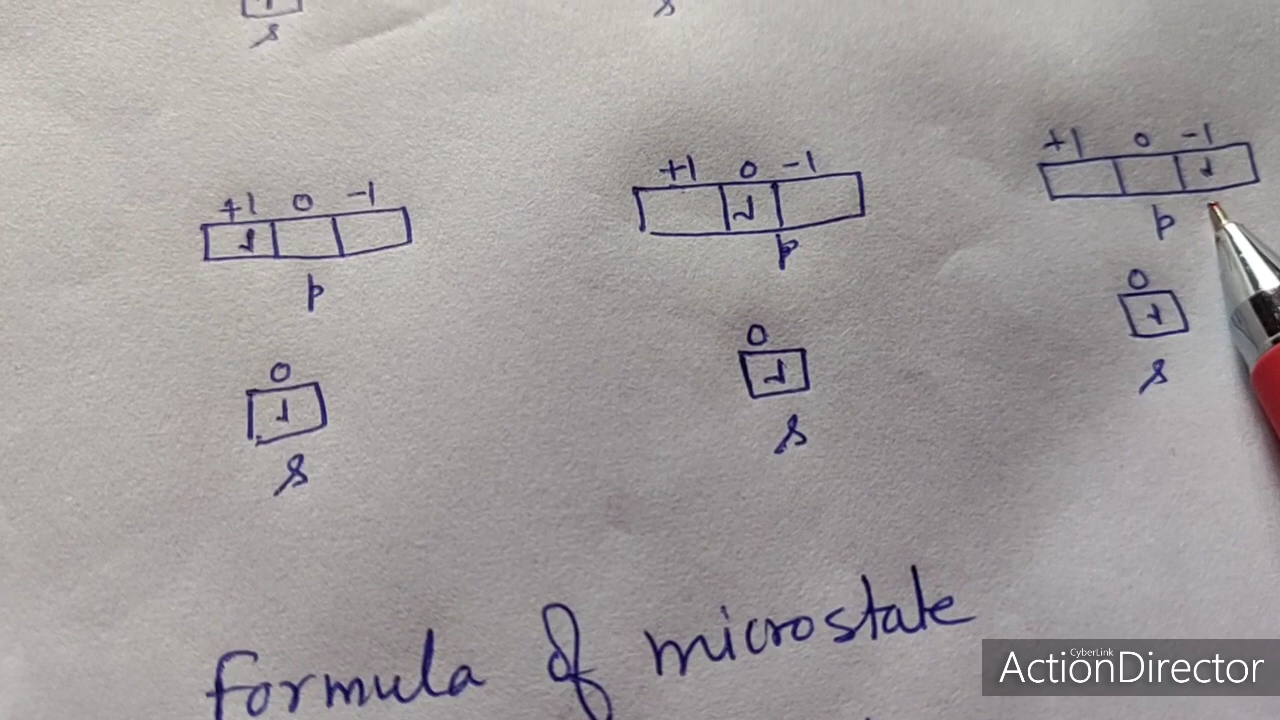 s s
+1 0 -1 +1 0 -1 +1 0 -1
p p p
0 0 0
s s s
formula of microstate
CyberLink
ActionDirector